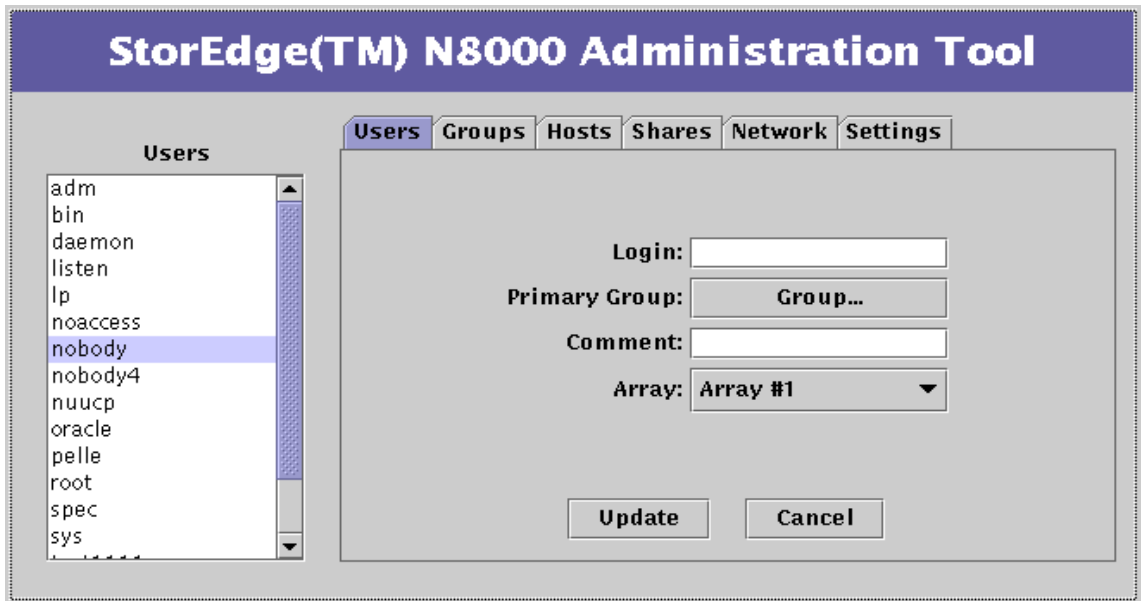 StorEdge(TM) N8000 Administration Tool
Users Groups Hosts Shares Network Settings
Users
adm
bin
daemon
listen
lp
noaccess
nobody
nobody4
nuucp
oracle
pelle
root
spec
sys
Login:
Primary Group: Group...
Comment:
Array: Array #1
Update Cancel